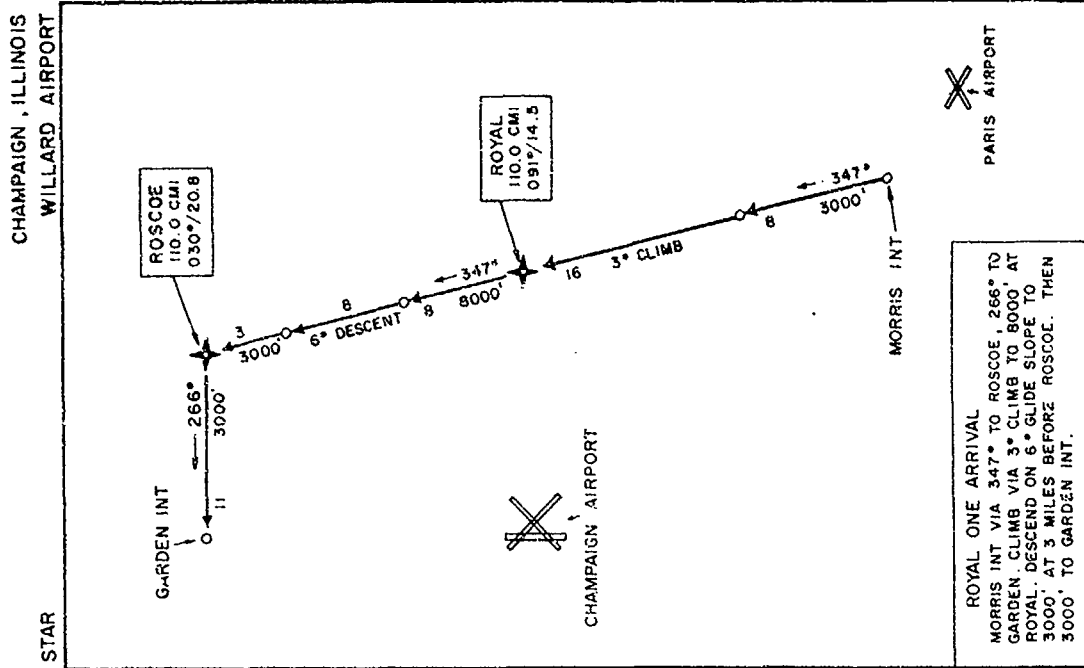 CHAMPAIGN, ILLINOIS
WILLARD AIRPORT
STAR
ROSCOE
110.0 CMI
030°/20.8
ROYAL
110.0 CMI
091°/14.5
PARIS AIRPORT
GARDEN INT
← 266°
3000'
11
3
3000'
8
6° DESCENT
← 347°
8000'
8
16
3° CLIMB
← 347°
3000'
8
MORRIS INT
CHAMPAIGN AIRPORT
ROYAL ONE ARRIVAL
MORRIS INT VIA 347° TO ROSCOE, 266° TO
GARDEN. CLIMB VIA 3° CLIMB TO 8000' AT
ROYAL. DESCEND ON 6° GLIDE SLOPE TO
3000' AT 3 MILES BEFORE ROSCOE. THEN
3000' TO GARDEN INT.